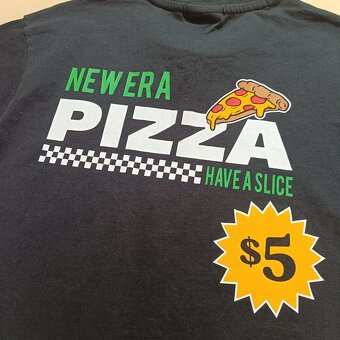 NEW ERA
PIZZA
HAVE A SLICE
$5